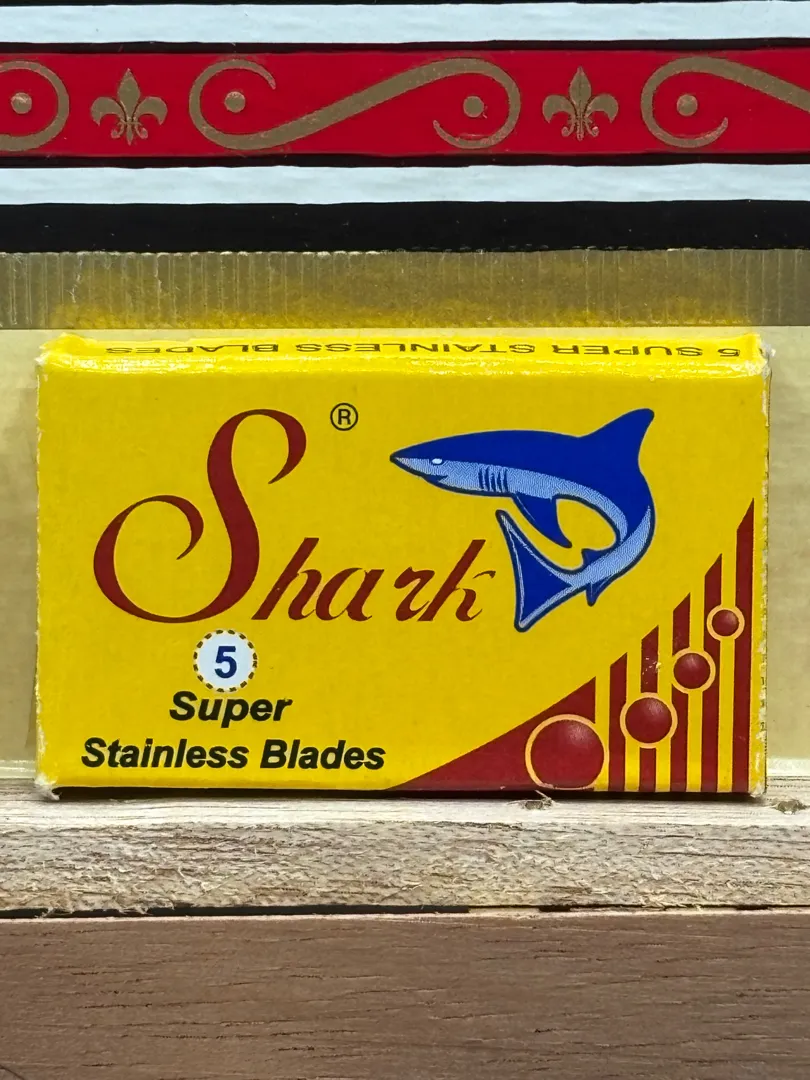 5 SUPER STAINLESS BLADES
Shark ®
5
Super
Stainless Blades